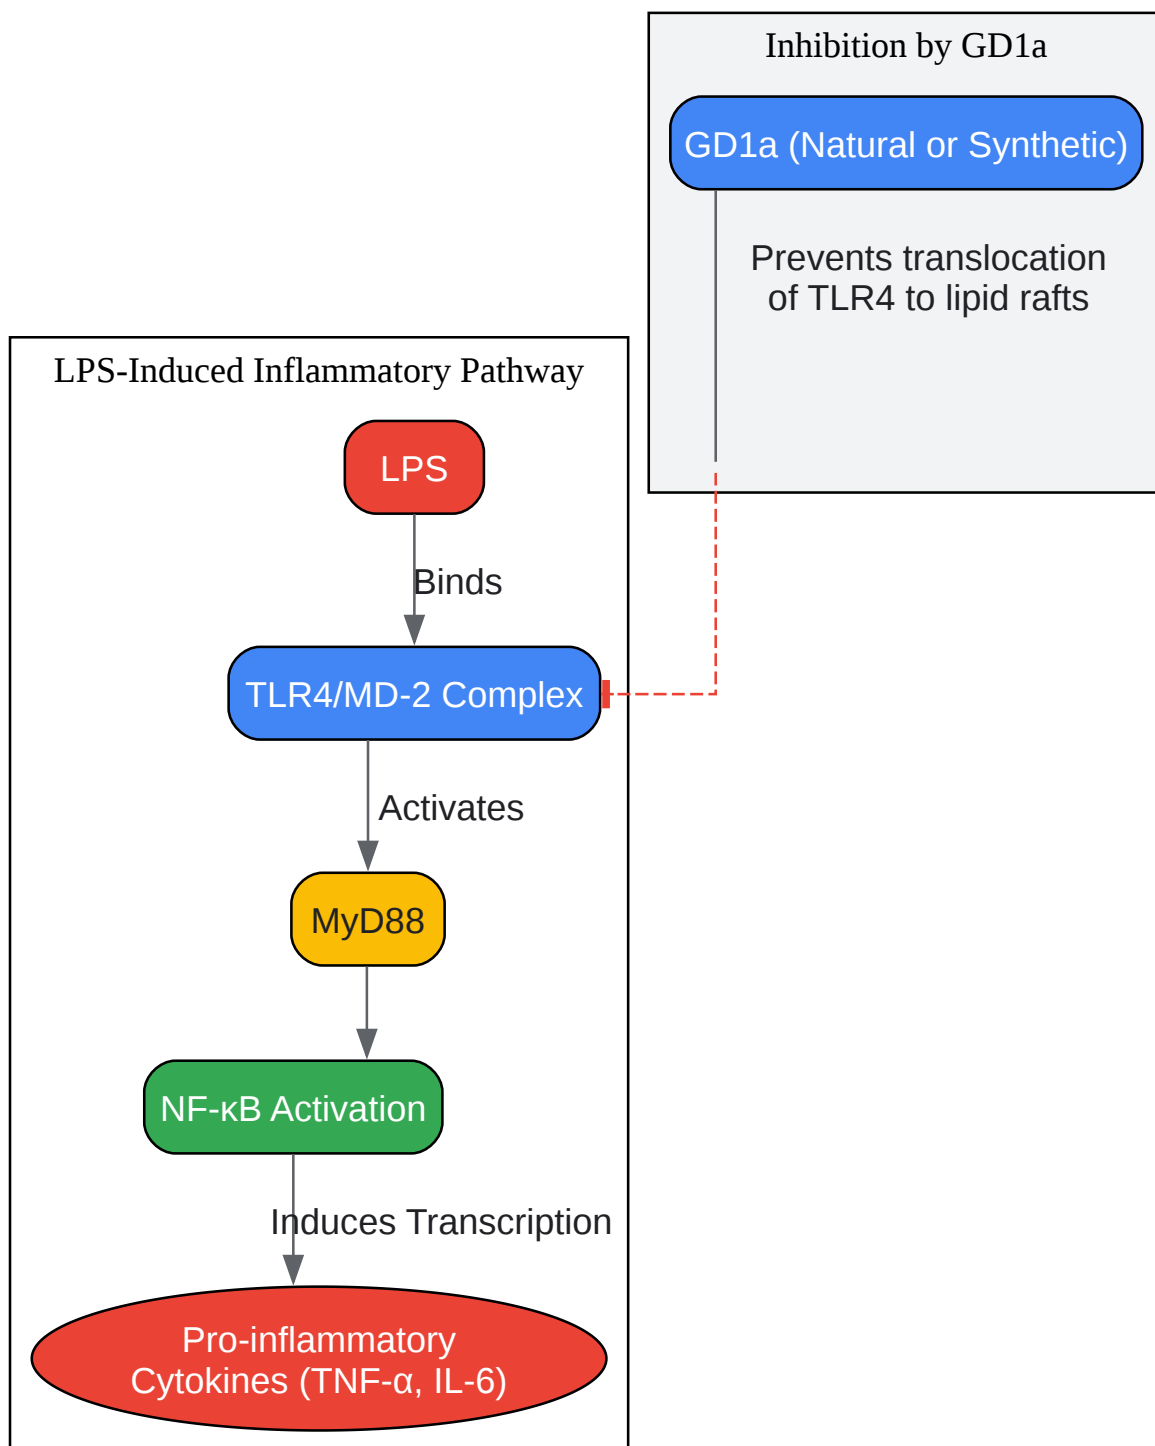 Inhibition by GD1a
GD1a (Natural or Synthetic)
Prevents translocation
of TLR4 to lipid rafts
LPS-Induced Inflammatory Pathway
LPS
Binds
TLR4/MD-2 Complex
Activates
MyD88
NF-κB Activation
Induces Transcription
Pro-inflammatory
Cytokines (TNF-α, IL-6)